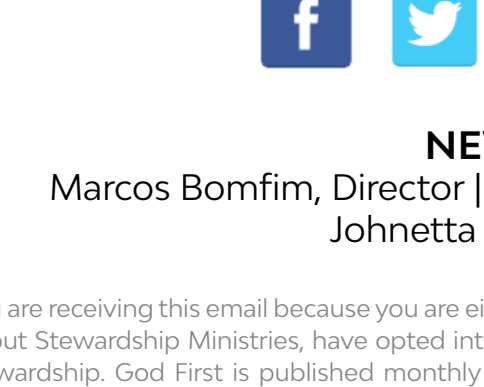 NE
Marcos Bomfim, Director |
Johnetta
are receiving this email because you are ei
out Stewardship Ministries, have opted int
wardship. God First is published monthly